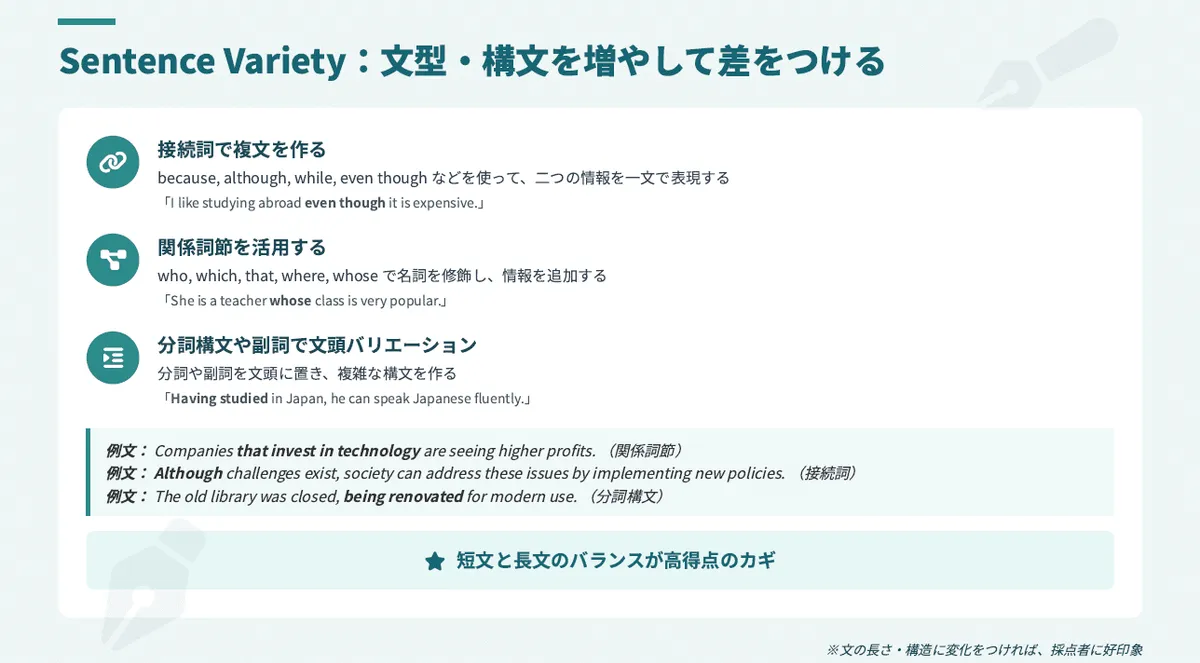 Sentence Variety：文型・構文を増やして差をつける
接続詞で複文を作る
because, although, while, even though などを使って、二つの情報を一文で表現する
「I like studying abroad even though it is expensive.」
関係詞節を活用する
who, which, that, where, whose で名詞を修飾し、情報を追加する
「She is a teacher whose class is very popular.」
分詞構文や副詞で文頭バリエーション
分詞や副詞を文頭に置き、複雑な構文を作る
「Having studied in Japan, he can speak Japanese fluently.」
例文： Companies that invest in technology are seeing higher profits. （関係詞節）
例文： Although challenges exist, society can address these issues by implementing new policies. （接続詞）
例文： The old library was closed, being renovated for modern use. （分詞構文）
短文と長文のバランスが高得点のカギ
※文の長さ・構造に変化をつければ、採点者に好印象